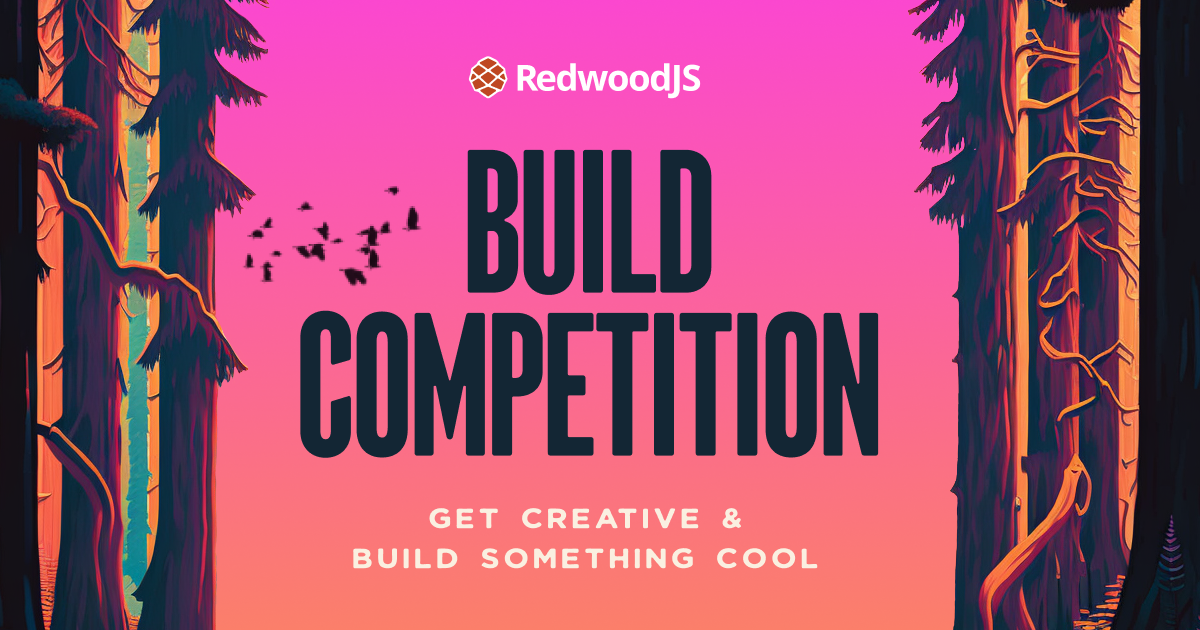 RedwoodJS
BUILD
COMPETITION
GET CREATIVE &
BUILD SOMETHING COOL